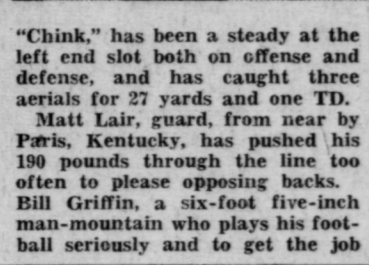 "Chink," has been a steady at the
left end slot both on offense and
defense, and has caught three
aerials for 27 yards and one TD.
Matt Lair, guard, from near by
Paris, Kentucky, has pushed his
190 pounds through the line too
often to please opposing backs.
Bill Griffin, a six-foot five-inch
man-mountain who plays his foot-
ball seriously and to get the job